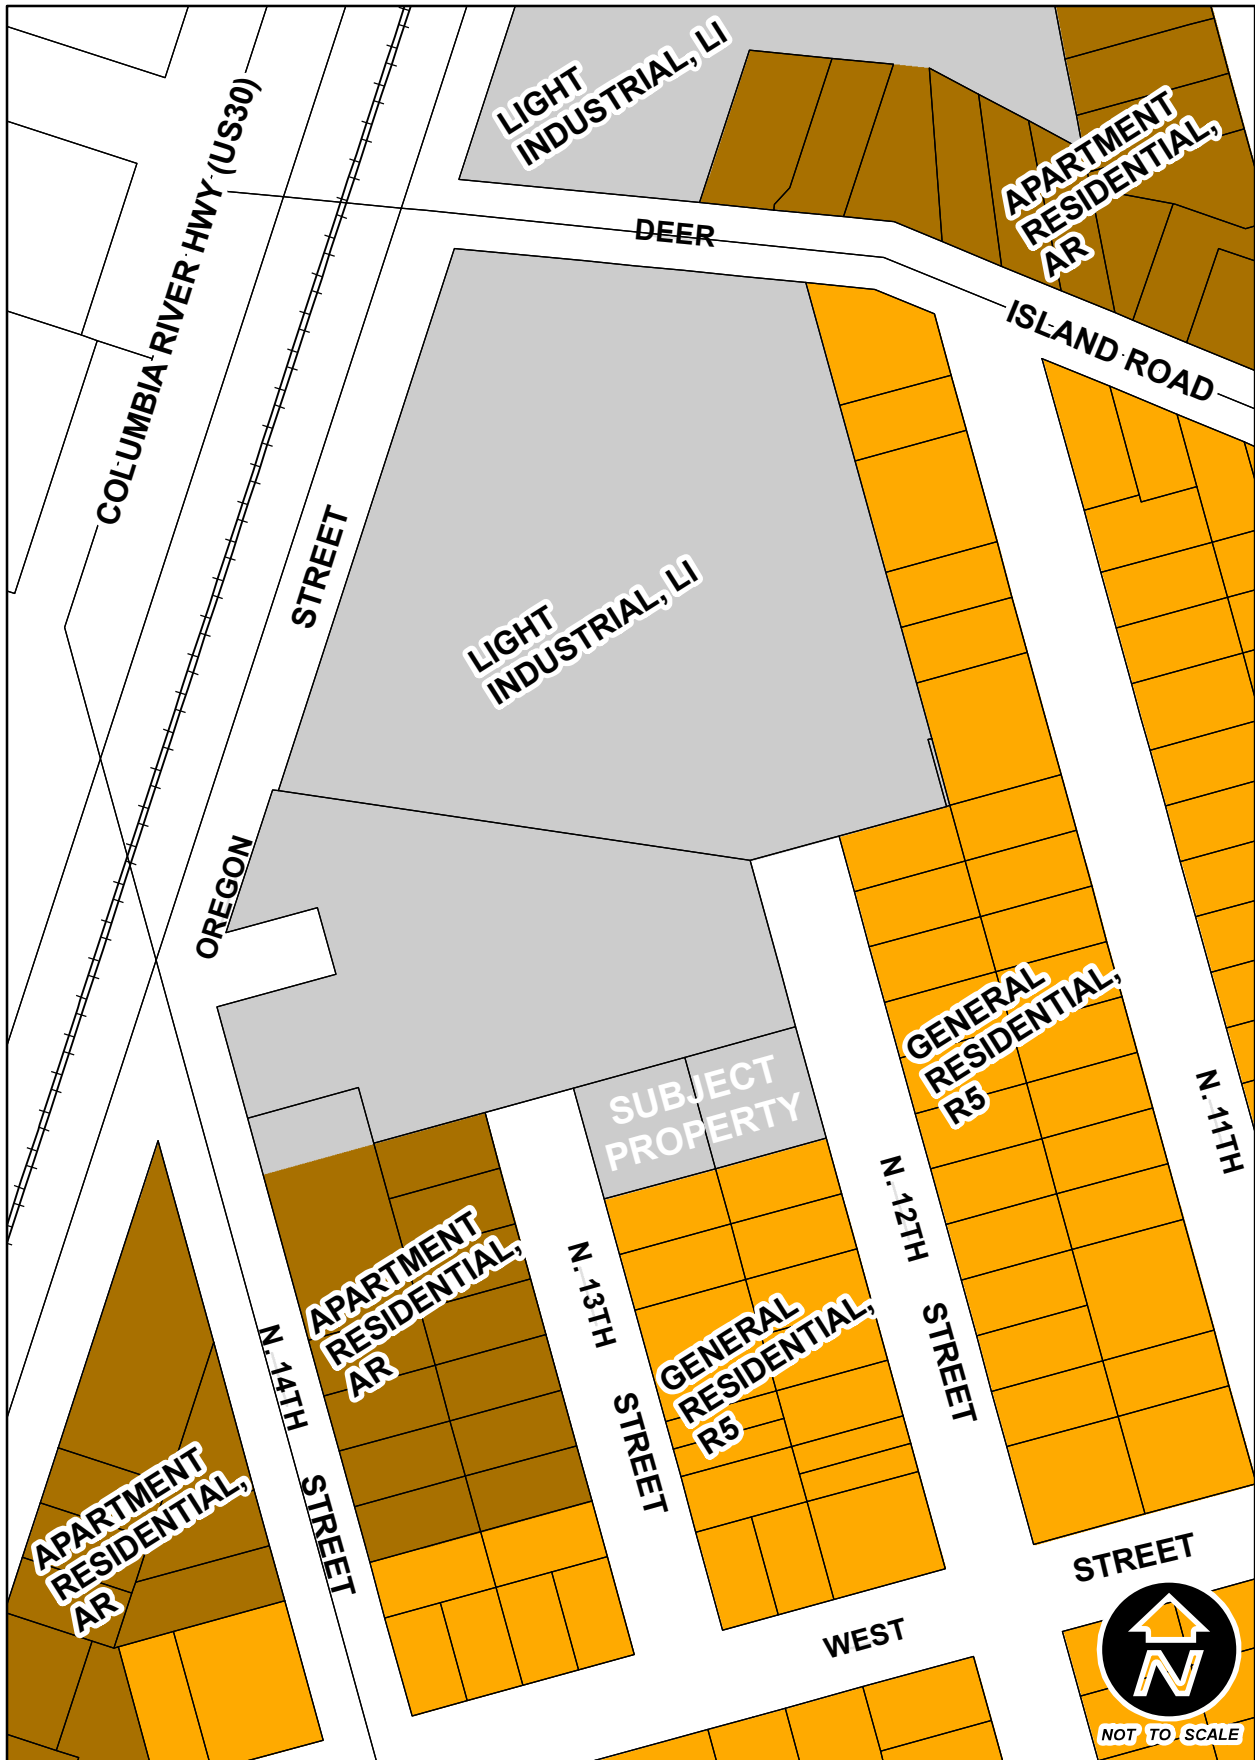 LIGHT
INDUSTRIAL, LI
COLUMBIA RIVER HWY (US30)
APARTMENT
RESIDENTIAL,
AR
DEER
ISLAND ROAD
STREET
LIGHT
INDUSTRIAL, LI
OREGON
GENERAL
RESIDENTIAL,
R5
SUBJECT
PROPERTY
N. 11TH
N. 12TH
STREET
APARTMENT
RESIDENTIAL,
AR
N. 13TH
STREET
GENERAL
RESIDENTIAL,
R5
N. 14TH
STREET
APARTMENT
RESIDENTIAL,
AR
STREET
WEST
N
NOT TO SCALE